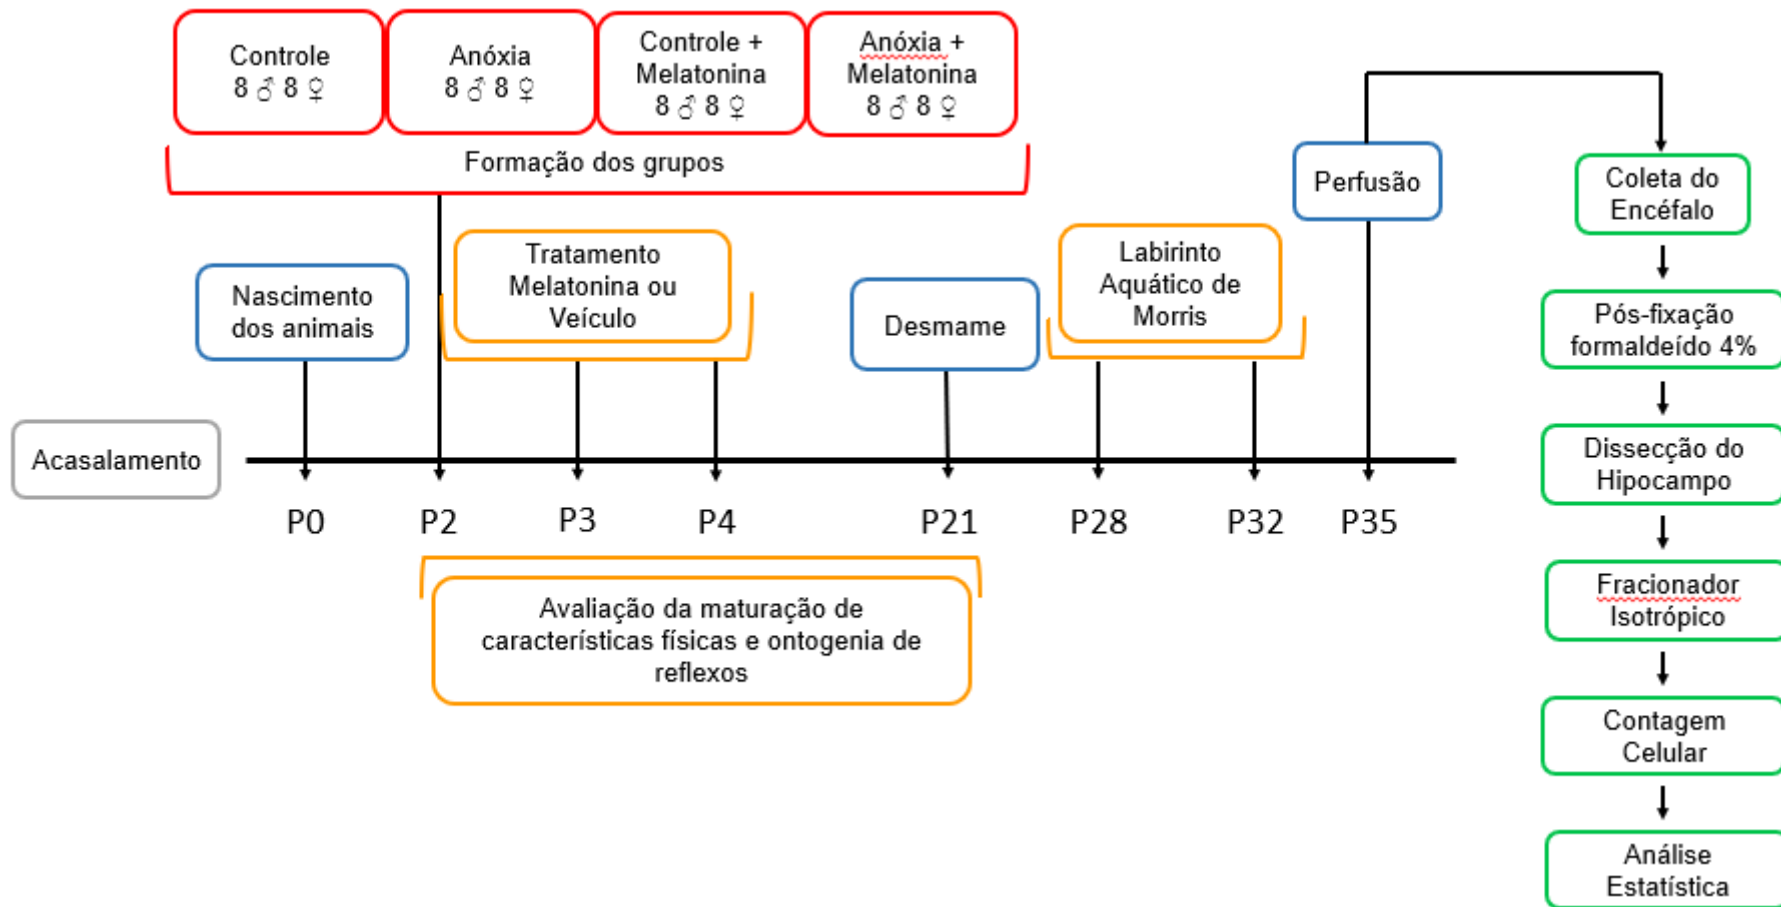 Controle
8 ♂ 8 ♀
Anóxia
8 ♂ 8 ♀
Controle +
Melatonina
8 ♂ 8 ♀
Anóxia +
Melatonina
8 ♂ 8 ♀
Formação dos grupos
Nascimento
dos animais
Tratamento
Melatonina ou
Veículo
Desmame
Labirinto
Aquático de
Morris
Perfusão
Acasalamento
P0
P2
P3
P4
P21
P28
P32
P35
Avaliação da maturação de
características físicas e ontogenia de
reflexos
Coleta do
Encéfalo
Pós-fixação
formaldeído 4%
Dissecção do
Hipocampo
Fracionador
Isotrópico
Contagem
Celular
Análise
Estatística